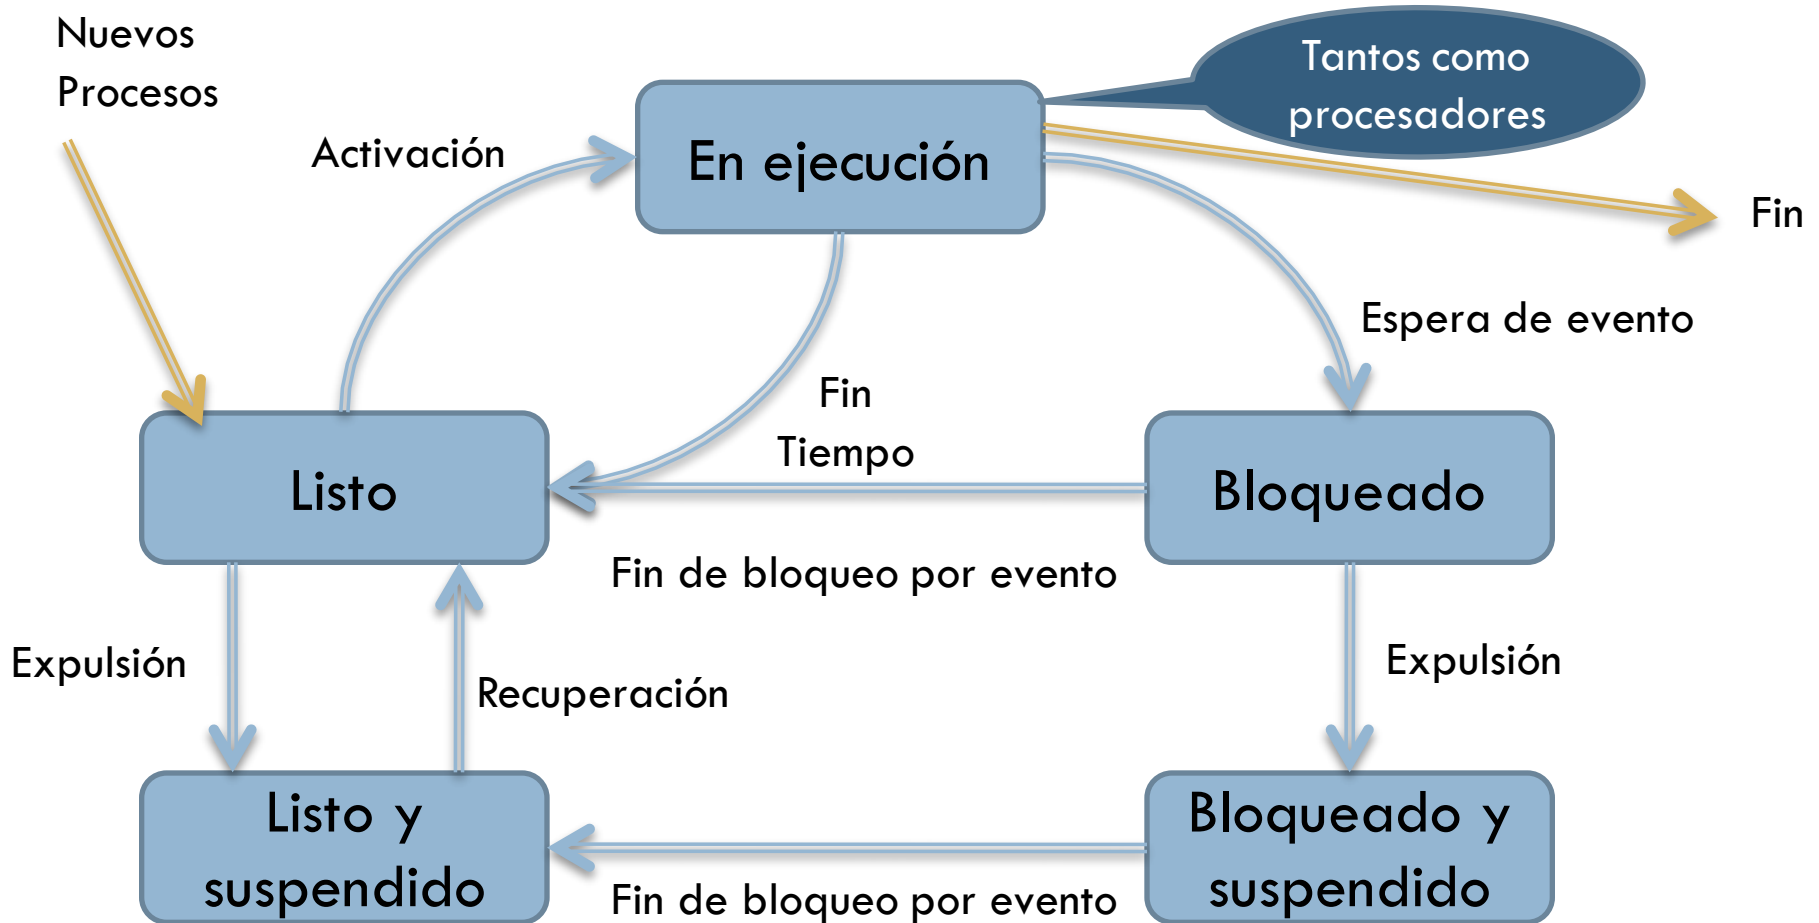 Nuevos
Procesos
Tantos como
procesadores
Activación
En ejecución
Fin
Espera de evento
Fin
Tiempo
Listo
Bloqueado
Fin de bloqueo por evento
Expulsión
Recuperación
Expulsión
Listo y
suspendido
Bloqueado y
suspendido
Fin de bloqueo por evento